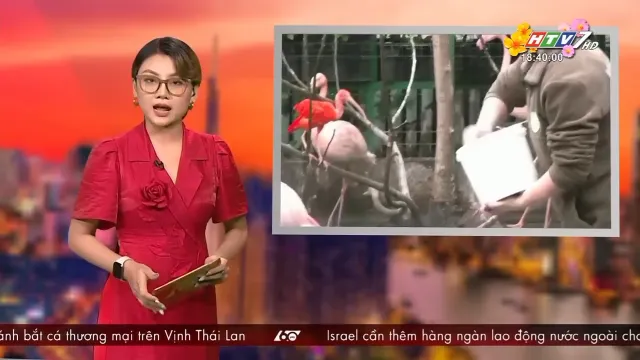 HTV7 HD
18:40:00
ánh bắt cá thương mại trên Vịnh Thái Lan 60 Israel cần thêm hàng ngàn lao động nước ngoài